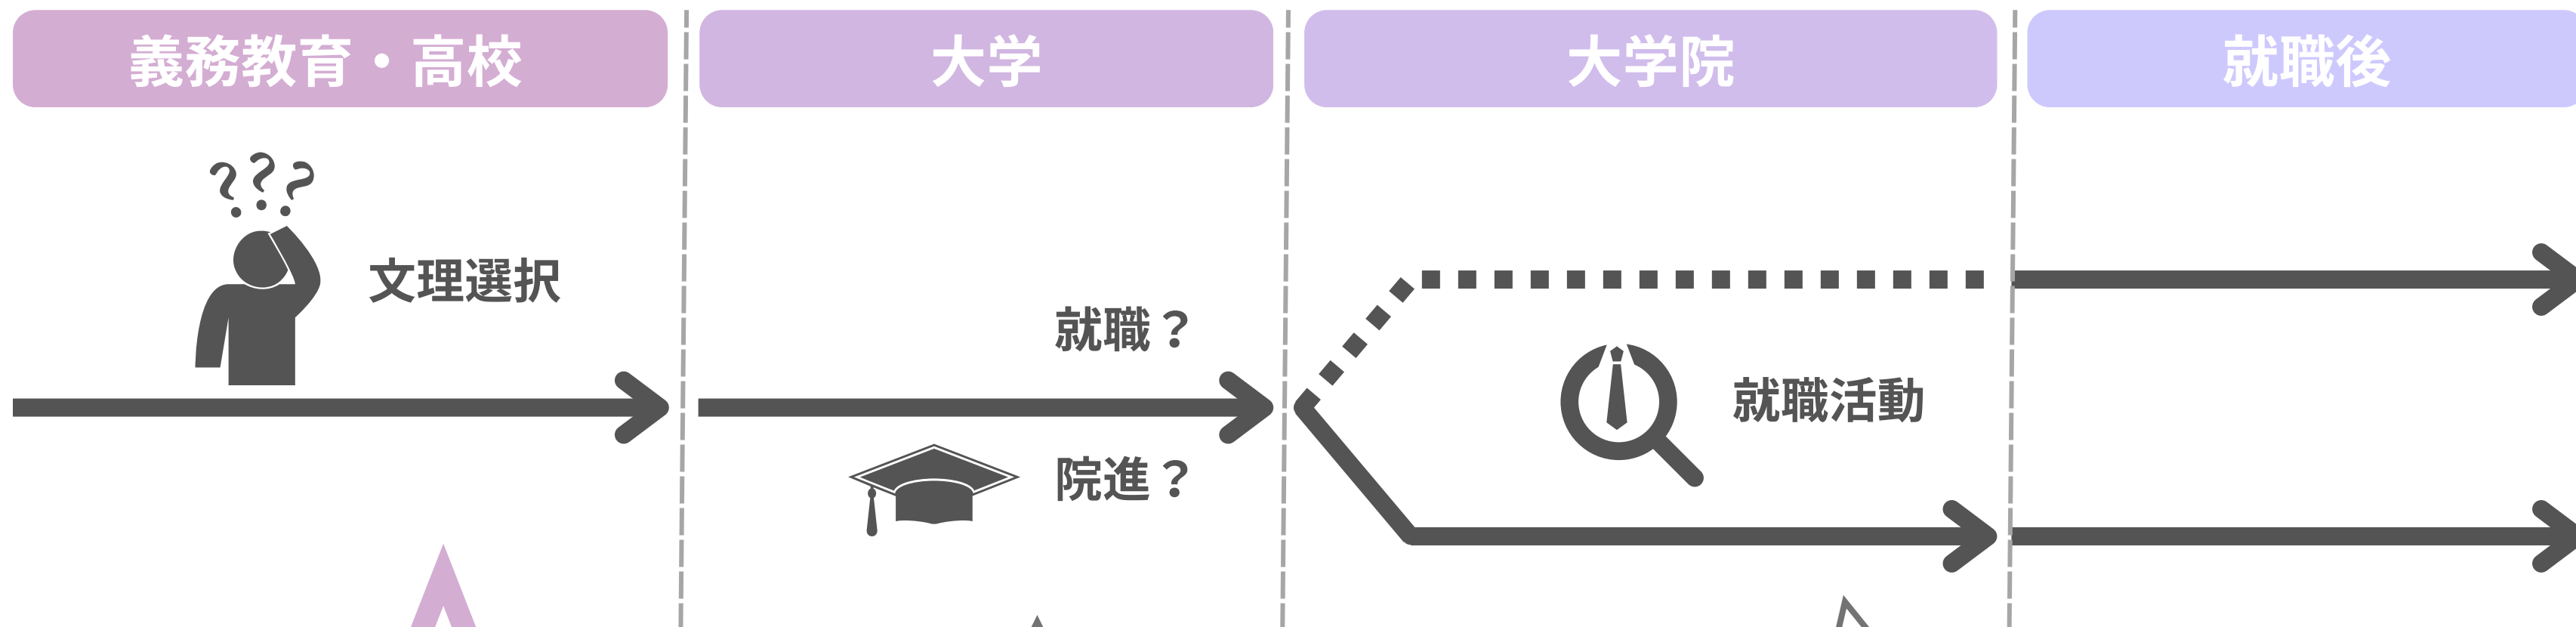 義務教育・高校
大学
大学院
就職後
???
文理選択
就職？
院進？
就職活動